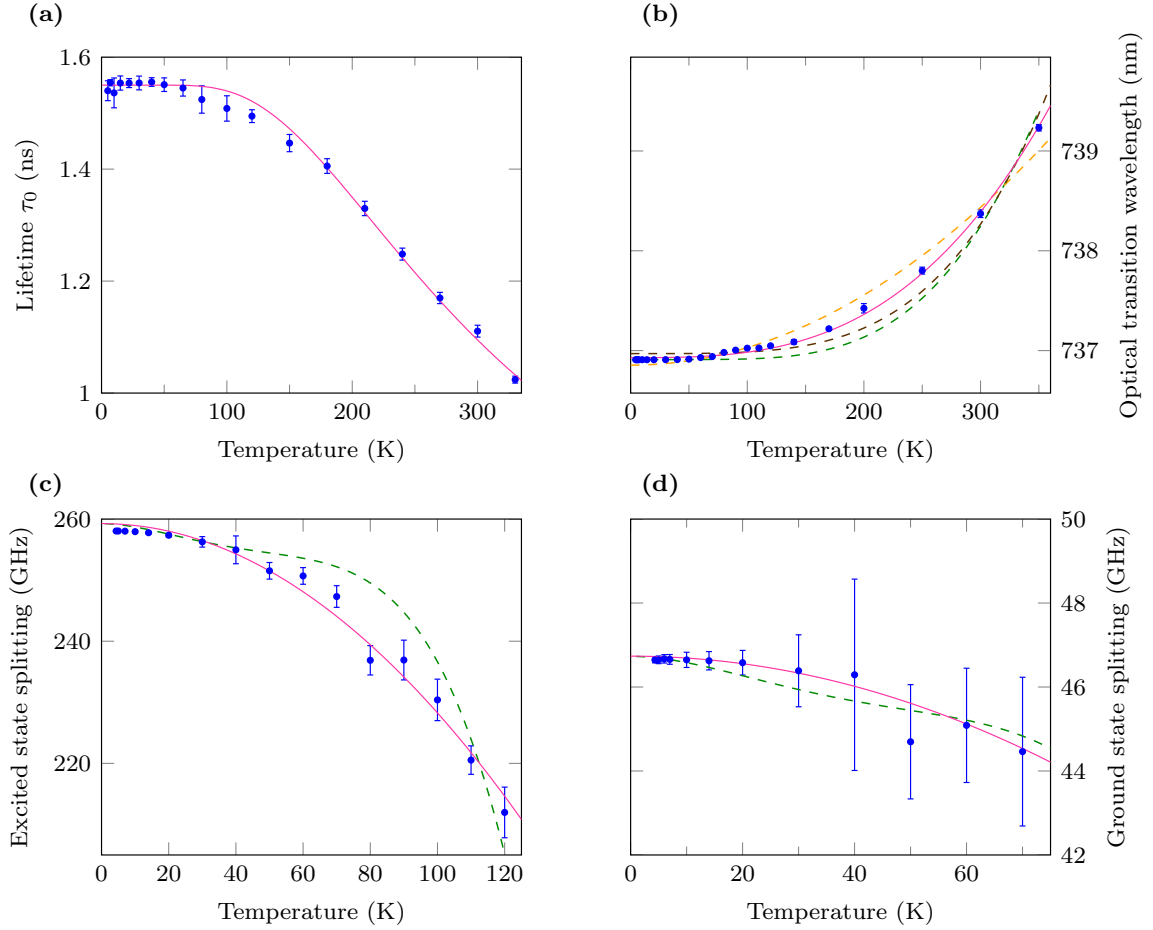 (a)
Lifetime τ0 (ns)
1.6
1.4
1.2
1
0
100
200
300
Temperature (K)
(b)
Optical transition wavelength (nm)
739
738
737
0
100
200
300
Temperature (K)
(c)
Excited state splitting (GHz)
260
240
220
0
20
40
60
80
100
120
Temperature (K)
(d)
Ground state splitting (GHz)
50
48
46
44
42
0
20
40
60
Temperature (K)